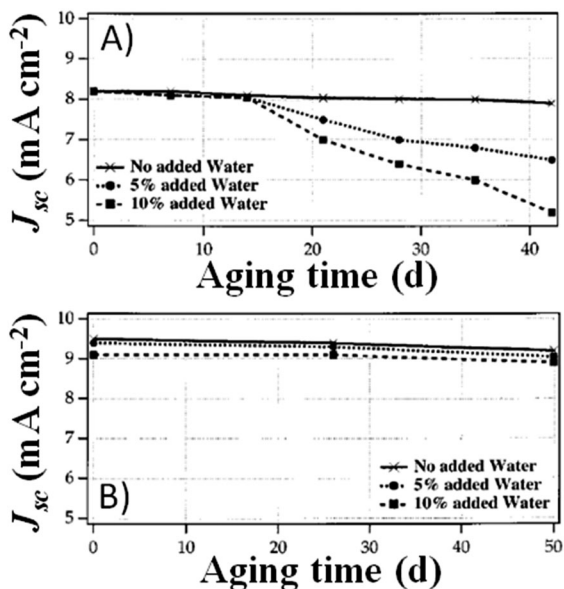 A)
10
9
8
7
6
5
J_sc (mA cm⁻²)
No added Water
5% added Water
10% added Water
0 10 20 30 40
Aging time (d)
10
9
8
7
6
5
J_sc (mA cm⁻²)
No added Water
5% added Water
10% added Water
B)
0 10 20 30 40 50
Aging time (d)